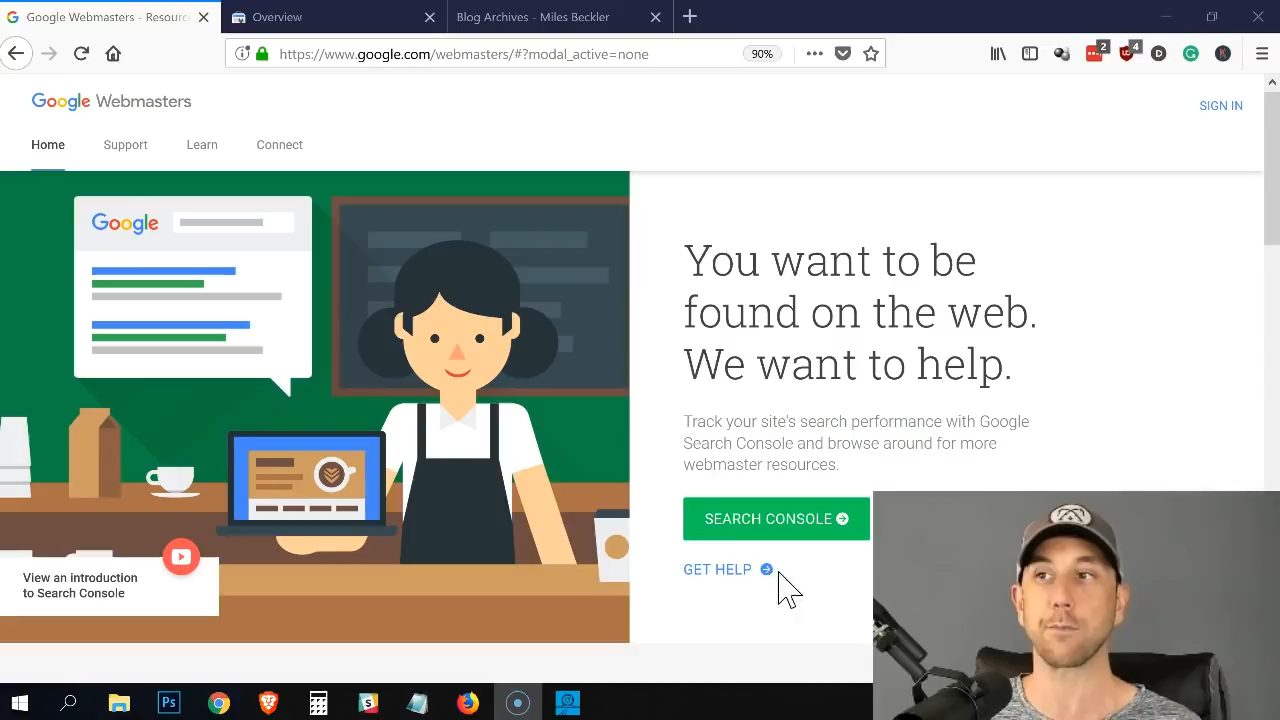 Google Webmasters - Resourc
Overview
Blog Archives - Miles Beckler
https://www.google.com/webmasters/#?modal_active=none
90%
2
4
D
G
K
Google Webmasters
SIGN IN
Home
Support
Learn
Connect
Google
You want to be
found on the web.
We want to help.
Track your site's search performance with Google
Search Console and browse around for more
webmaster resources.
SEARCH CONSOLE
GET HELP
View an introduction
to Search Console
Ps